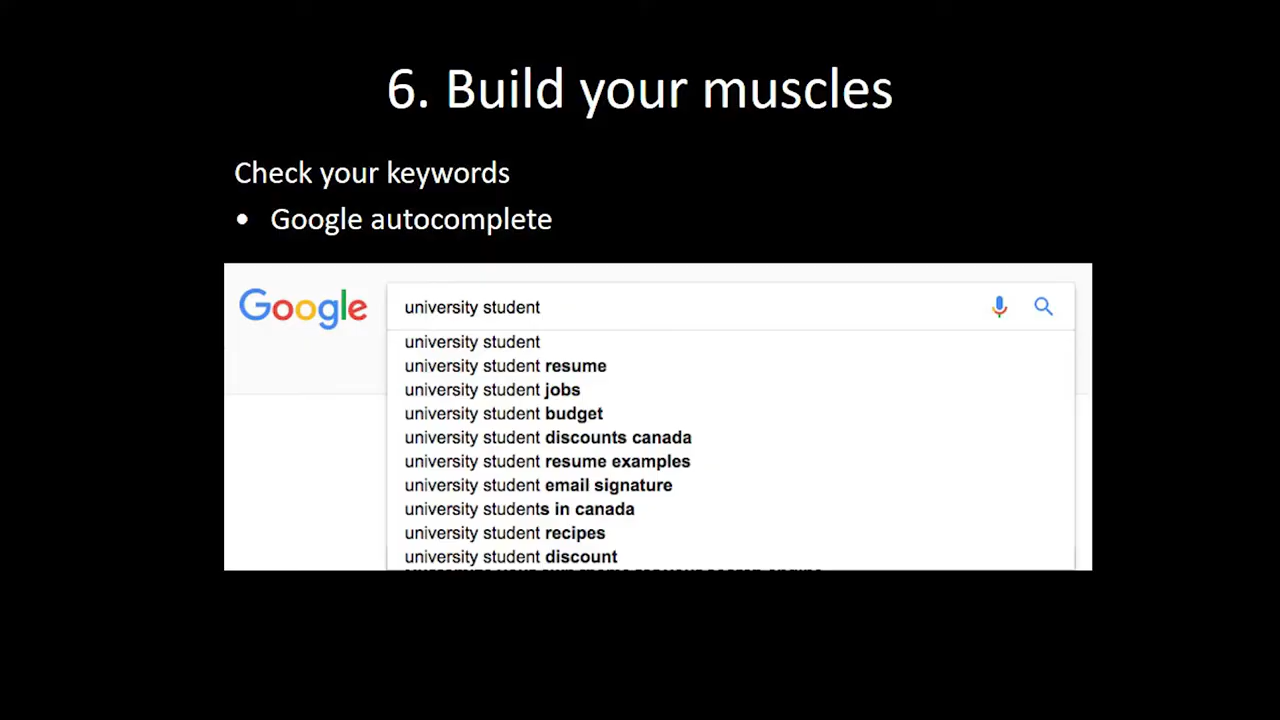 6. Build your muscles
Check your keywords
• Google autocomplete
Google
university student
university student
university student resume
university student jobs
university student budget
university student discounts canada
university student resume examples
university student email signature
university students in canada
university student recipes
university student discount